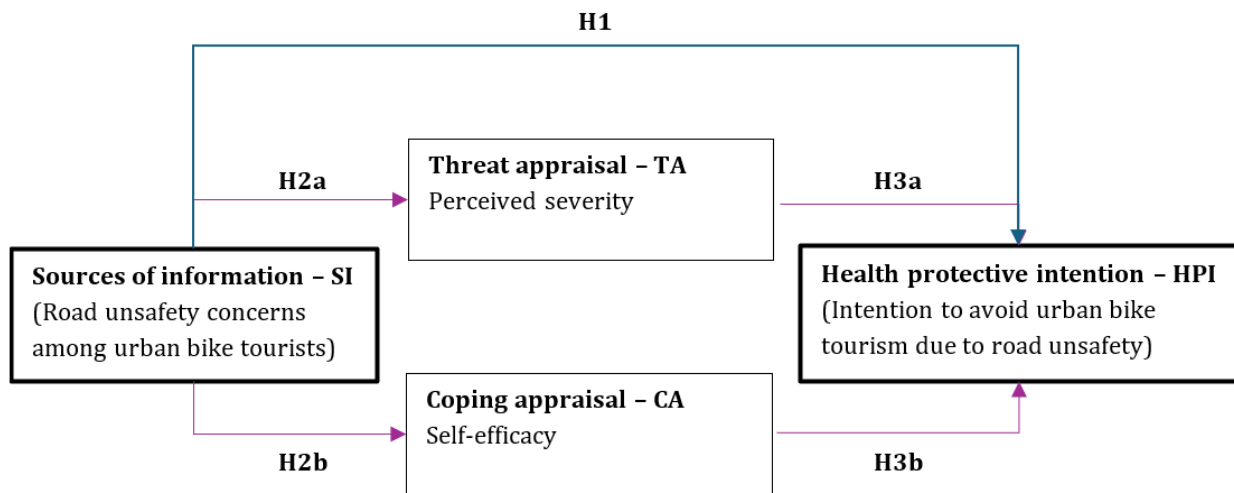 H1
H2a
Threat appraisal – TA
Perceived severity
H3a
Sources of information – SI
(Road unsafety concerns
among urban bike tourists)
Health protective intention – HPI
(Intention to avoid urban bike
tourism due to road unsafety)
H2b
Coping appraisal – CA
Self-efficacy
H3b